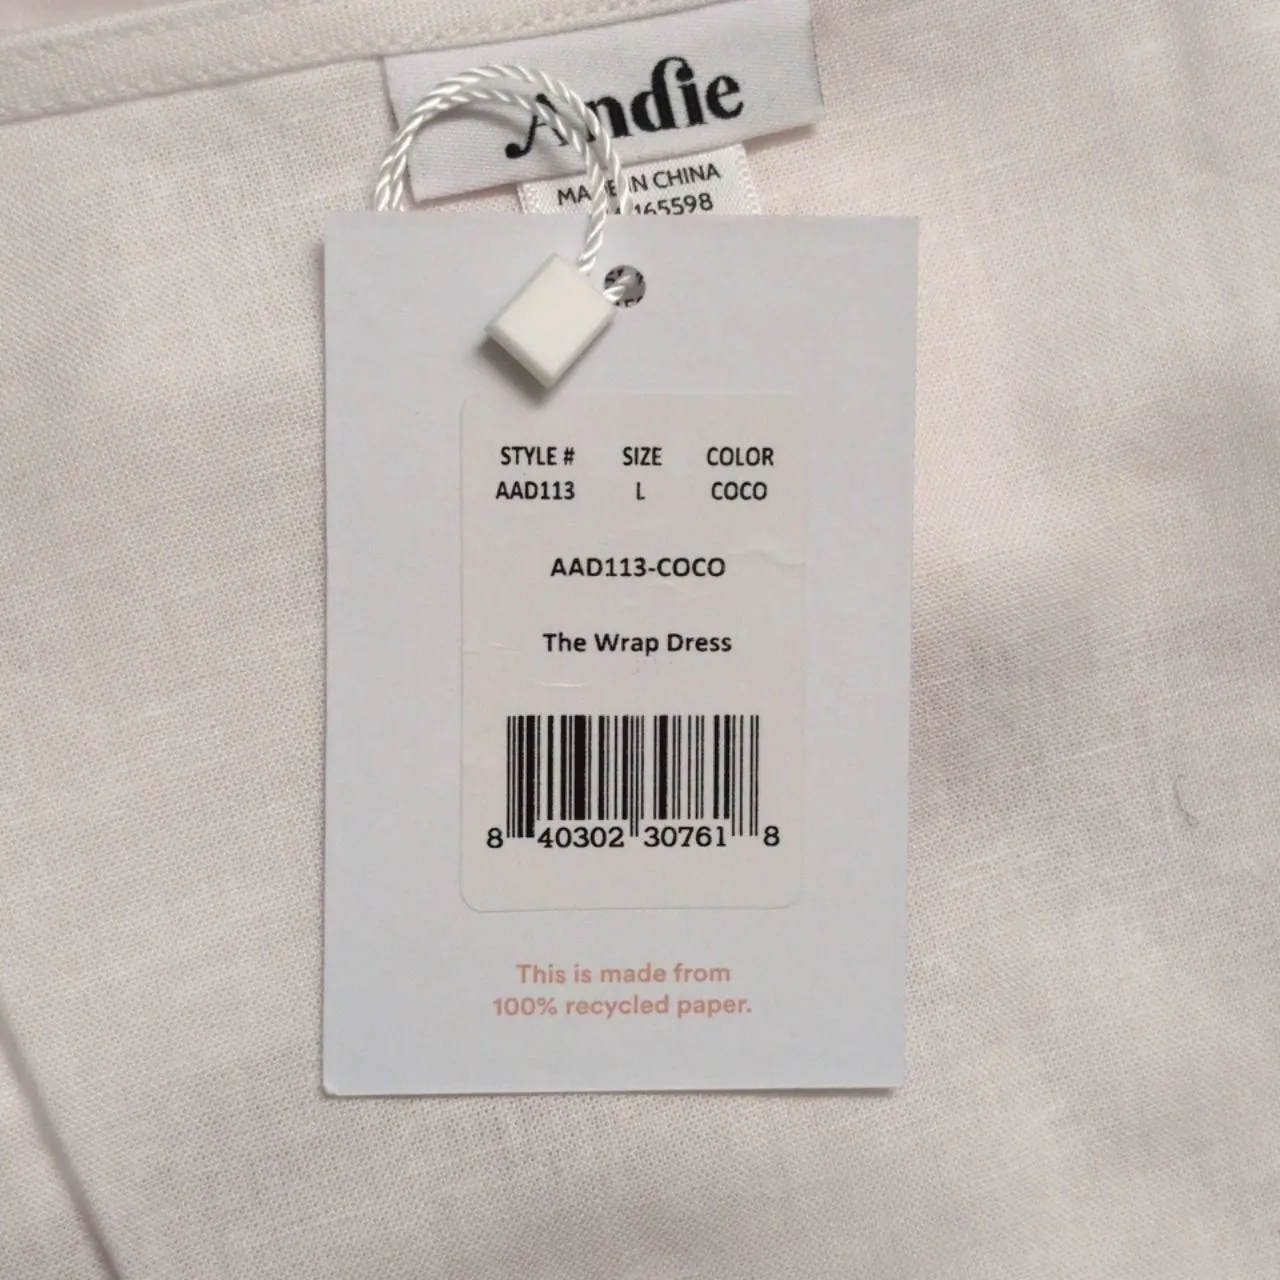 Andie
MADE IN CHINA
165598
STYLE # SIZE COLOR
AAD113 L COCO
AAD113-COCO
The Wrap Dress
8 40302 30761 8
This is made from
100% recycled paper.